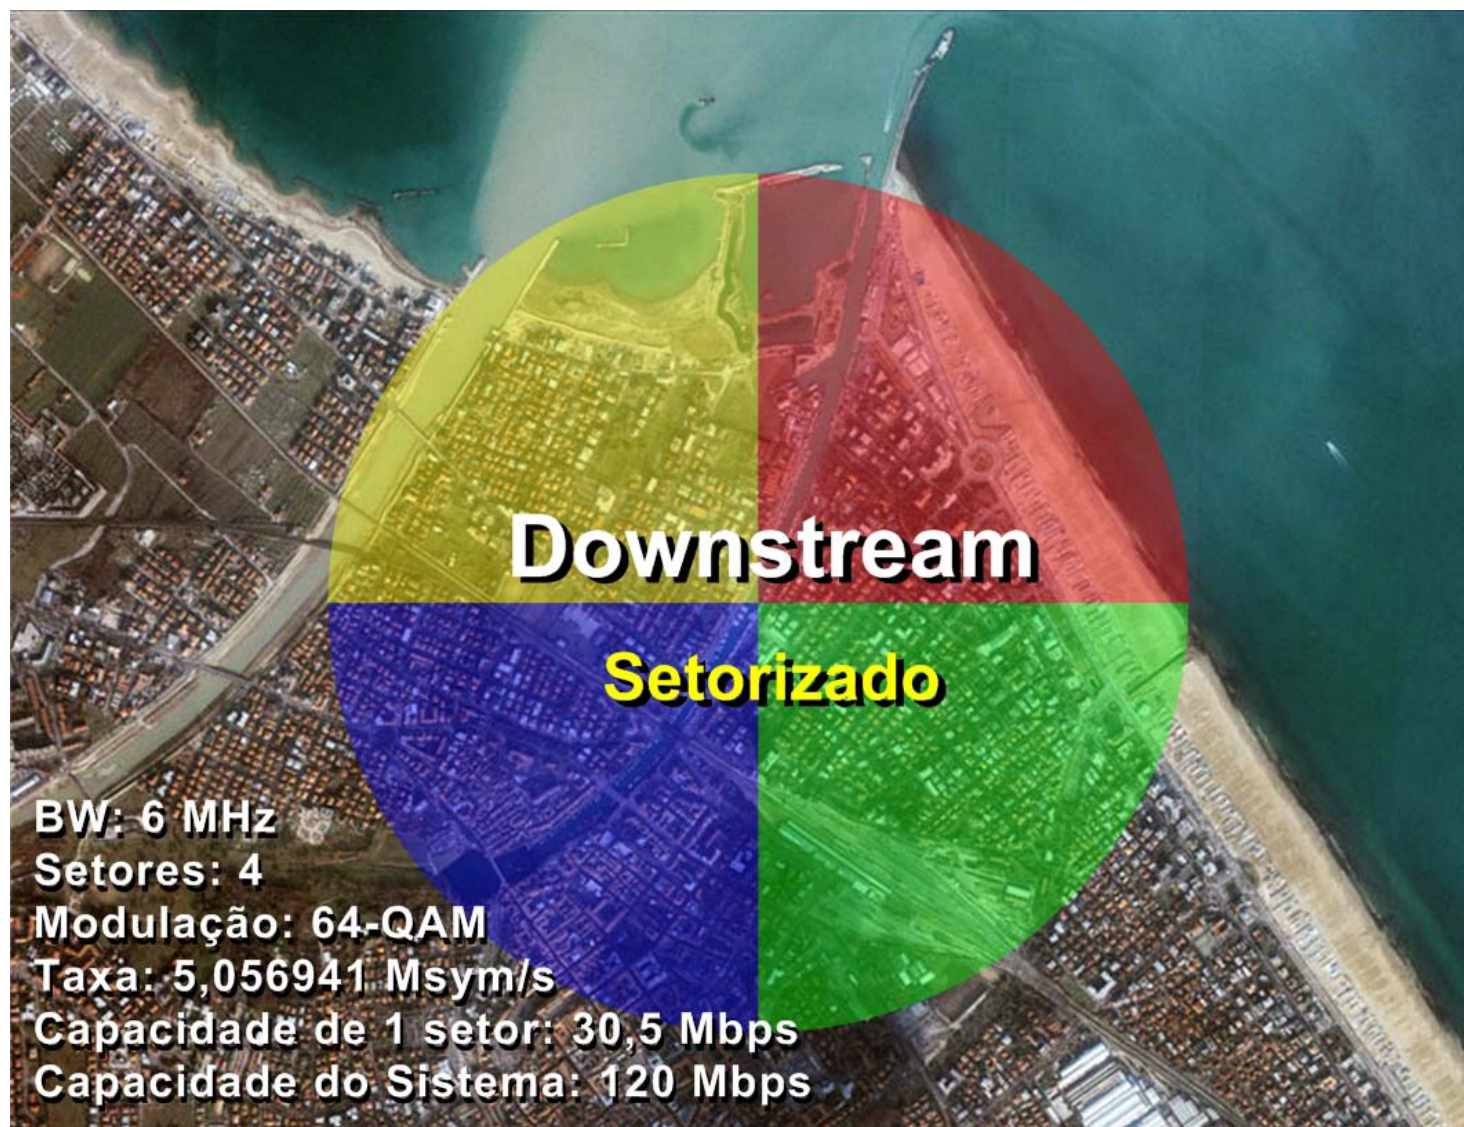 Downstream
Setorizado
BW: 6 MHz
Setores: 4
Modulação: 64-QAM
Taxa: 5,056941 Msym/s
Capacidade de 1 setor: 30,5 Mbps
Capacidade do Sistema: 120 Mbps